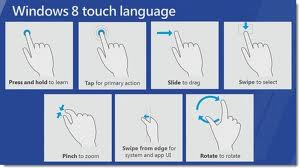 Windows 8 touch language
Press and hold to learn
Tap for primary action
Slide to drag
Swipe to select
Pinch to zoom
Swipe from edge for
system and app UI
Rotate to rotate